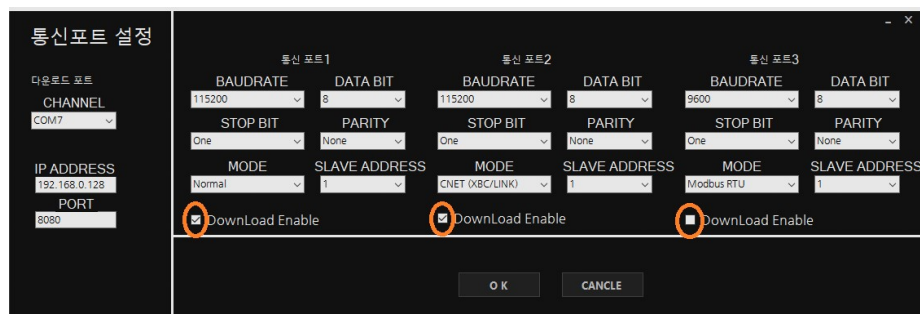 통신포트 설정
다운로드 포트
CHANNEL
COM7
IP ADDRESS
192.168.0.128
PORT
8080
통신 포트1
BAUDRATE DATA BIT
115200 8
STOP BIT PARITY
One None
MODE SLAVE ADDRESS
Normal 1
DownLoad Enable
통신 포트2
BAUDRATE DATA BIT
115200 8
STOP BIT PARITY
One None
MODE SLAVE ADDRESS
CNET (XBC/LINK) 1
DownLoad Enable
통신 포트3
BAUDRATE DATA BIT
9600 8
STOP BIT PARITY
One None
MODE SLAVE ADDRESS
Modbus RTU 1
DownLoad Enable
O K CANCLE